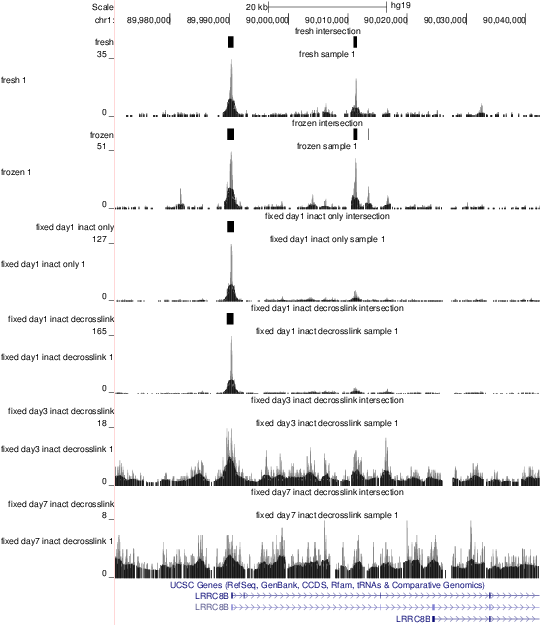 Scale 20 kb hg19
chr1: 89,980,000 89,990,000 90,000,000 90,010,000 90,020,000 90,030,000 90,040,000
fresh intersection
fresh
35
fresh sample 1
fresh 1
0
frozen intersection
frozen
51
frozen sample 1
frozen 1
0
fixed day1 inact only intersection
fixed day1 inact only
127
fixed day1 inact only sample 1
fixed day1 inact only 1
0
fixed day1 inact decrosslink intersection
fixed day1 inact decrosslink
165
fixed day1 inact decrosslink sample 1
fixed day1 inact decrosslink 1
0
fixed day3 inact decrosslink intersection
fixed day3 inact decrosslink
18
fixed day3 inact decrosslink sample 1
fixed day3 inact decrosslink 1
0
fixed day7 inact decrosslink intersection
fixed day7 inact decrosslink
8
fixed day7 inact decrosslink sample 1
fixed day7 inact decrosslink 1
0
UCSC Genes (RefSeq, GenBank, CCDS, Rfam, tRNAs & Comparative Genomics)
LRRC8B
LRRC8B
LRRC8B